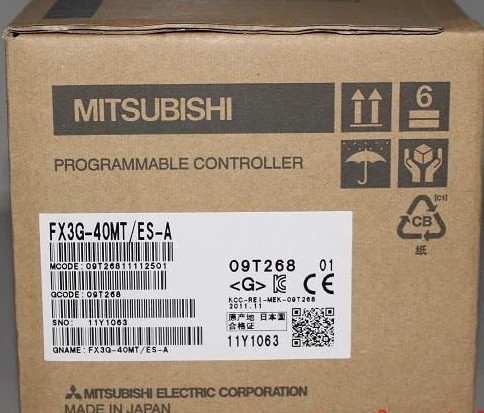 MITSUBISHI
6
PROGRAMMABLE CONTROLLER
[C1]
CB
纸
FX3G-40MT/ES-A
MCODE: 09T26811112501
09T268 01
<G> CE
GCODE: 09T268
KCC-REI-MEK-09T268
2011.11
原产地 日本国
合格证
SNO: 11Y1063
11Y1063
GNAME: FX3G-40MT/ES-A
MITSUBISHI ELECTRIC CORPORATION
MADE IN JAPAN